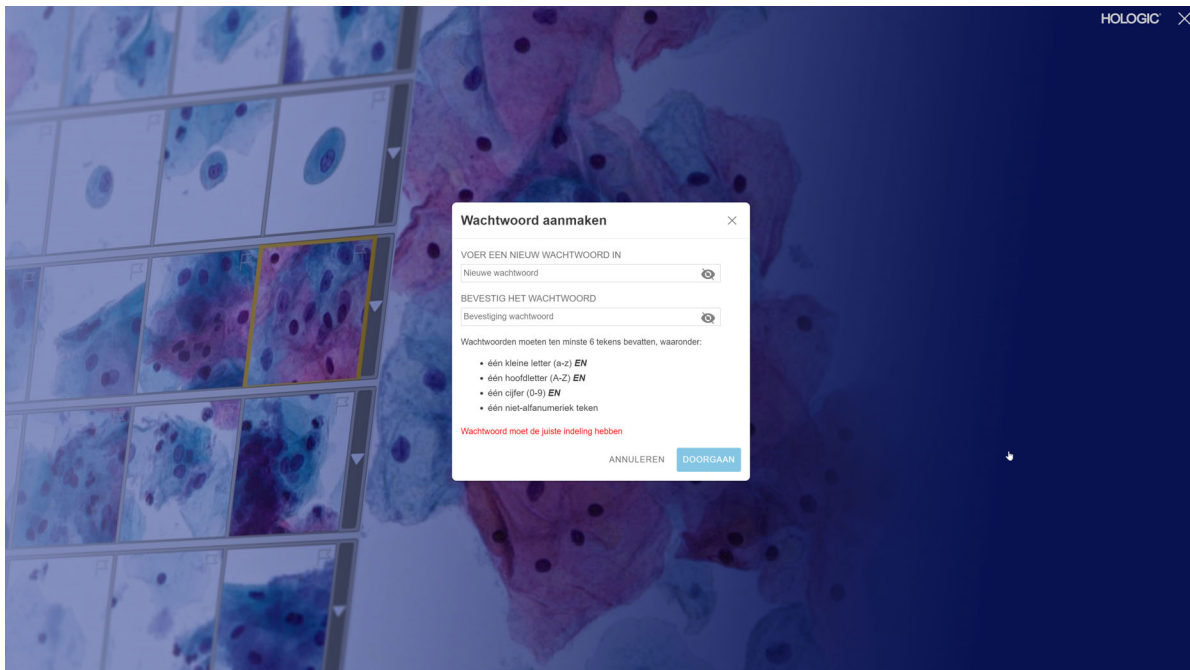 HOLOGIC
Wachtwoord aanmaken
VOER EEN NIEUW WACHTWOORD IN
Nieuwe wachtwoord
BEVESTIG HET WACHTWOORD
Bevestiging wachtwoord
Wachtwoorden moeten ten minste 6 tekens bevatten, waaronder:
• één kleine letter (a-z) EN
• één hoofdletter (A-Z) EN
• één cijfer (0-9) EN
• één niet-alfanumeriek teken
Wachtwoord moet de juiste indeling hebben
ANNULEREN DOORGAAN